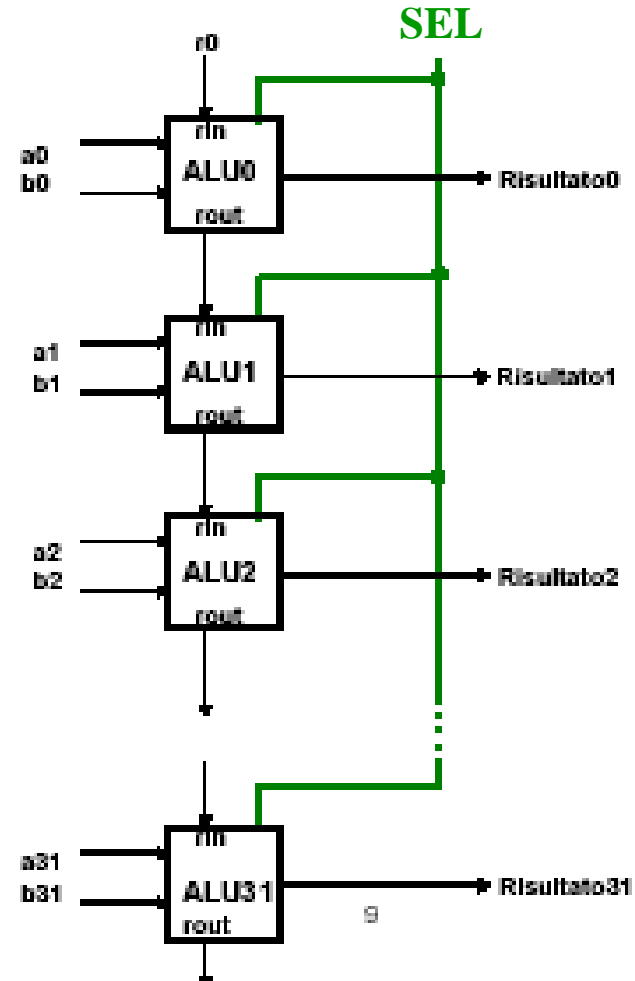 SEL
r0
rin
a0
b0
ALU0
Risultato0
rout
rin
a1
b1
ALU1
Risultato1
rout
rin
a2
b2
ALU2
Risultato2
rout
rin
a31
b31
ALU31
Risultato31
rout
9